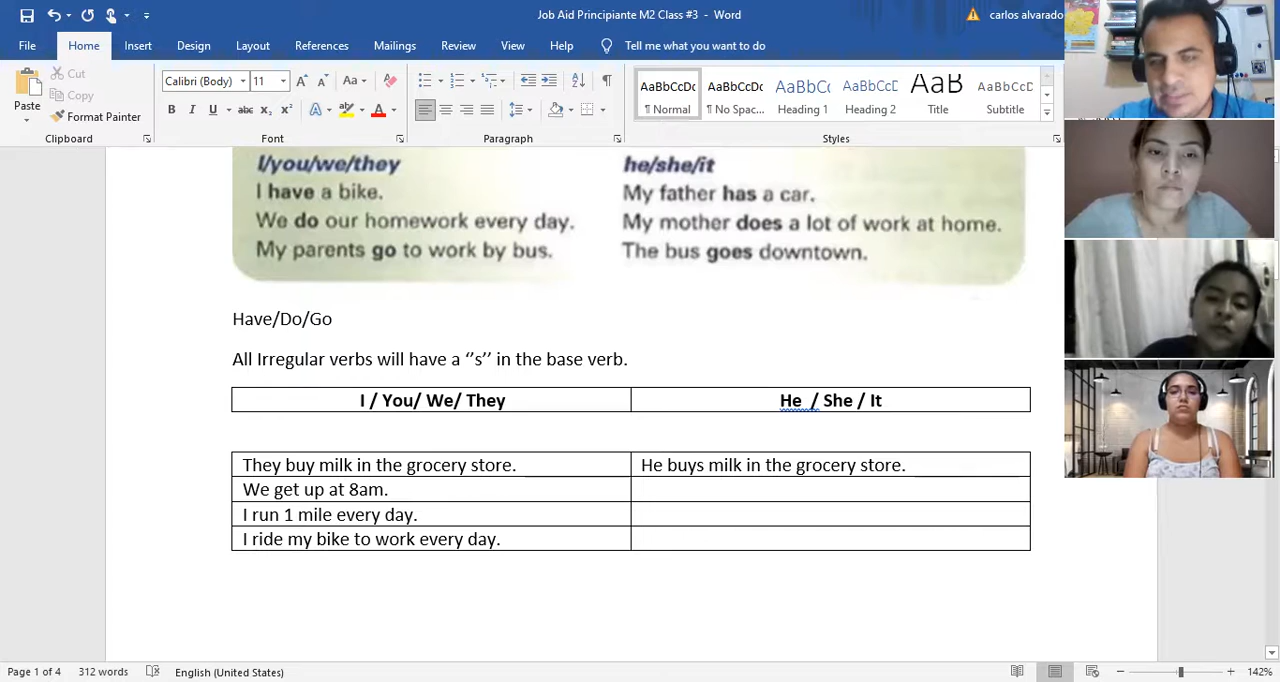 Job Aid Principiante M2 Class #3 - Word
carlos alvarado
File Home Insert Design Layout References Mailings Review View Help Tell me what you want to do
Paste
Cut
Copy
Format Painter
Calibri (Body) 11
AaBbCcDc AaBbCcDc AaBbC AaBbCcD AaB AaBbCcD
¶ Normal ¶ No Spac... Heading 1 Heading 2 Title Subtitle
Clipboard Font Paragraph Styles
I/you/we/they he/she/it
I have a bike. My father has a car.
We do our homework every day. My mother does a lot of work at home.
My parents go to work by bus. The bus goes downtown.
Have/Do/Go
All Irregular verbs will have a ‘’s’’ in the base verb.
I / You/ We/ They He / She / It
They buy milk in the grocery store. He buys milk in the grocery store.
We get up at 8am.
I run 1 mile every day.
I ride my bike to work every day.
Page 1 of 4 312 words English (United States) 142%